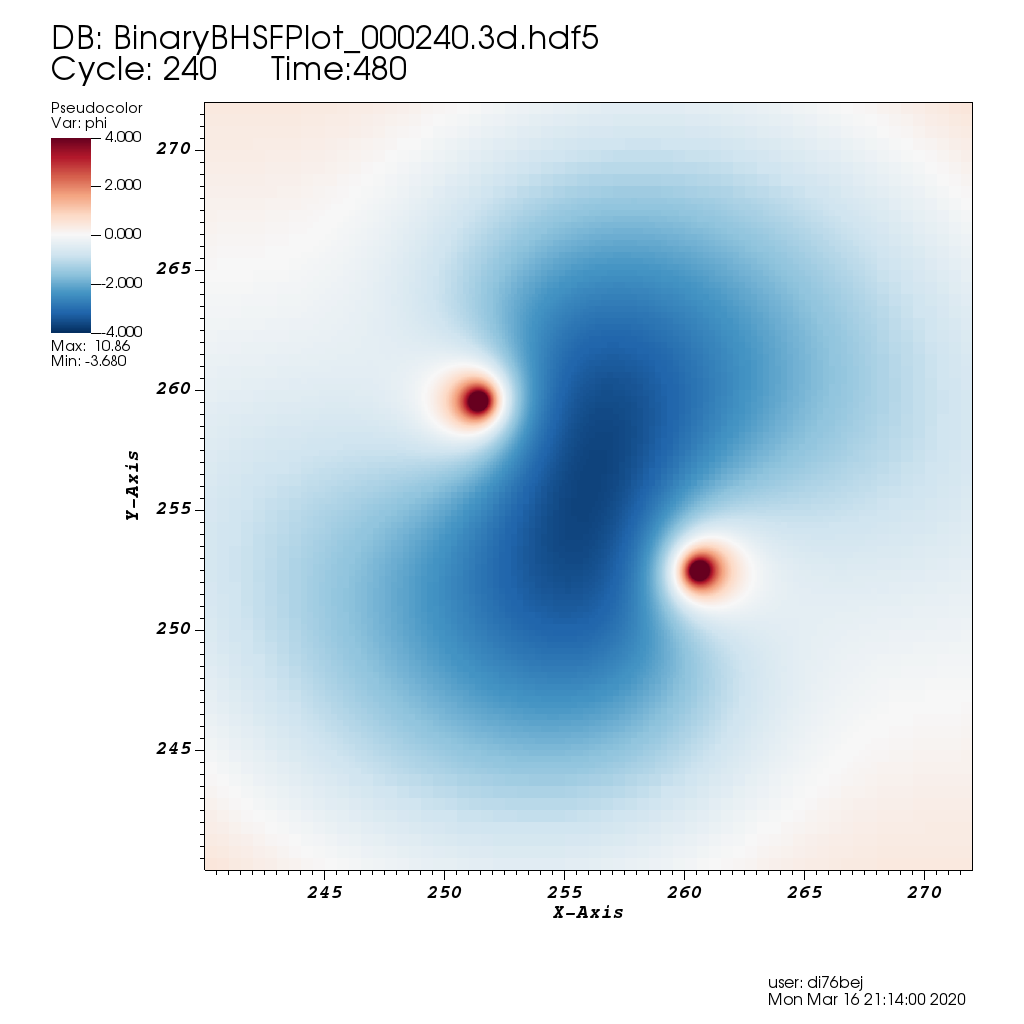 DB: BinaryBHSFPlot_000240.3d.hdf5
Cycle: 240 Time:480
Pseudocolor
Var: phi
4.000
2.000
0.000
-2.000
-4.000
Max: 10.86
Min: -3.680
270
265
260
255
250
245
Y-Axis
245 250 255 260 265 270
X-Axis
user: di76bej
Mon Mar 16 21:14:00 2020